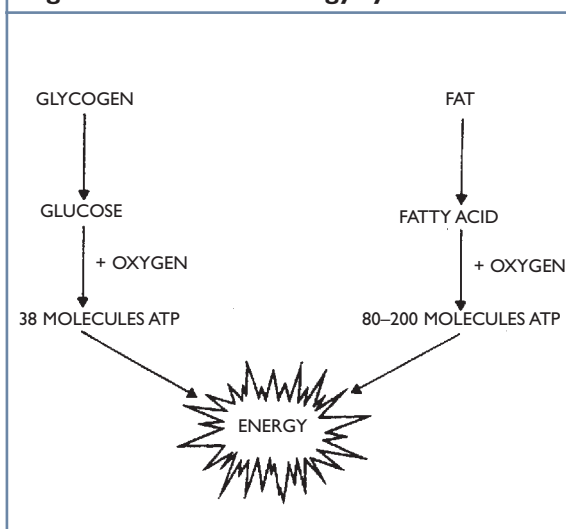 GLYCOGEN
FAT
GLUCOSE
FATTY ACID
+ OXYGEN
+ OXYGEN
38 MOLECULES ATP
80–200 MOLECULES ATP
ENERGY